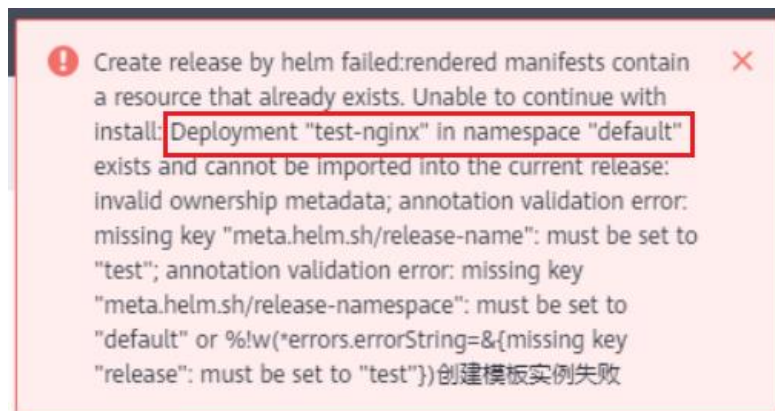 Create release by helm failed:rendered manifests contain
a resource that already exists. Unable to continue with
install: Deployment "test-nginx" in namespace "default"
exists and cannot be imported into the current release:
invalid ownership metadata; annotation validation error:
missing key "meta.helm.sh/release-name": must be set to
"test"; annotation validation error: missing key
"meta.helm.sh/release-namespace": must be set to
"default" or %!w(*errors.errorString=&{missing key
"release": must be set to "test"})创建模板实例失败